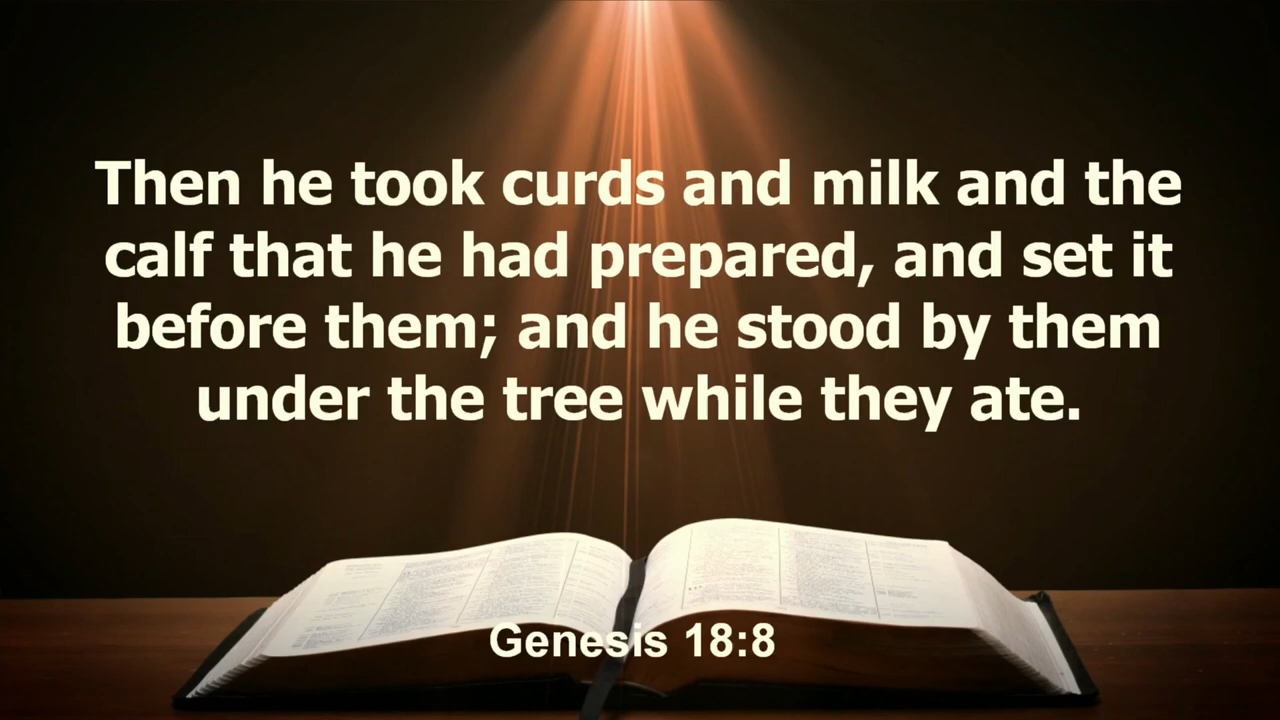 Then he took curds and milk and the
calf that he had prepared, and set it
before them; and he stood by them
under the tree while they ate.
Genesis 18:8